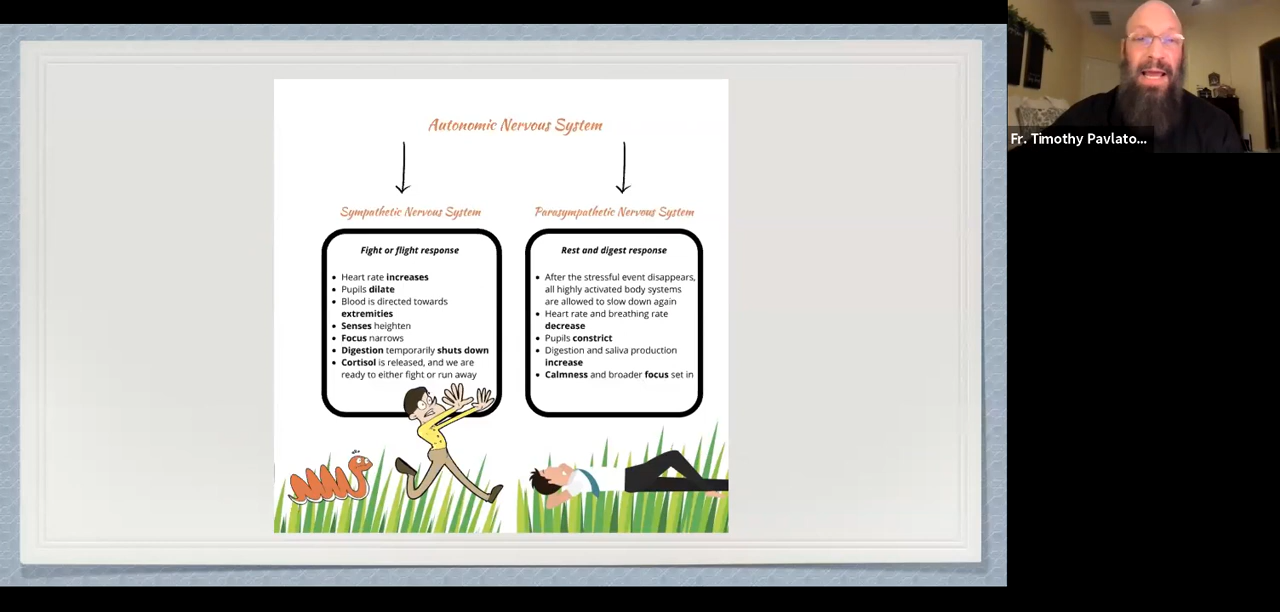 Autonomic Nervous System
Sympathetic Nervous System
Fight or flight response
• Heart rate increases
• Pupils dilate
• Blood is directed towards
extremities
• Senses heighten
• Focus narrows
• Digestion temporarily shuts down
• Cortisol is released, and we are
ready to either fight or run away
Parasympathetic Nervous System
Rest and digest response
• After the stressful event disappears,
all highly activated body systems
are allowed to slow down again
• Heart rate and breathing rate
decrease
• Pupils constrict
• Digestion and saliva production
increase
• Calmness and broader focus set in
Fr. Timothy Pavlato...